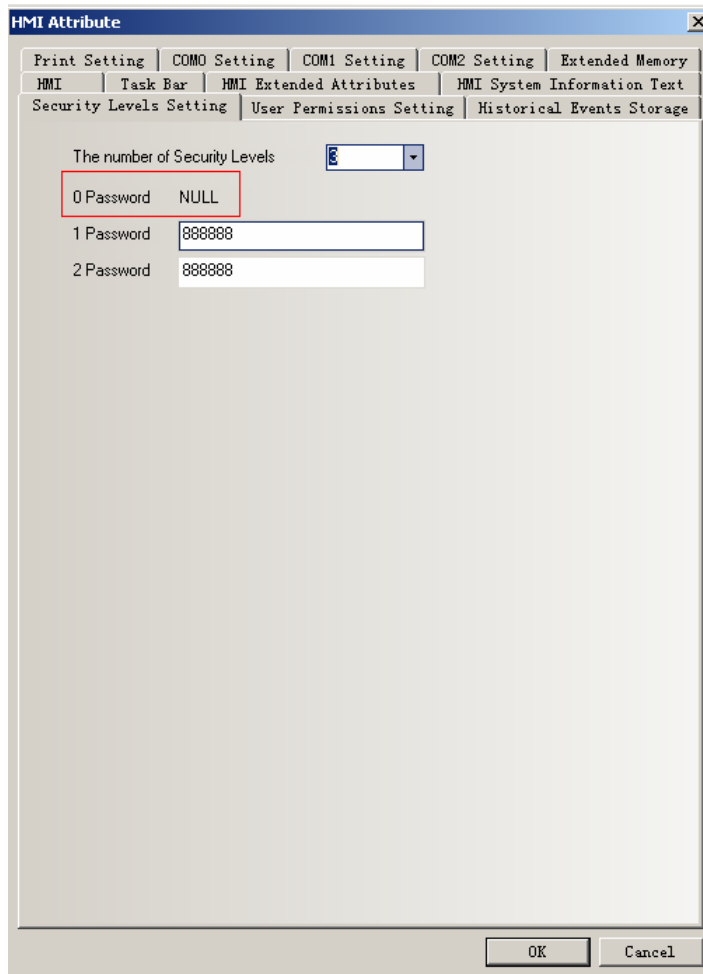 HMI Attribute
Print Setting COM0 Setting COM1 Setting COM2 Setting Extended Memory
HMI Task Bar HMI Extended Attributes HMI System Information Text
Security Levels Setting User Permissions Setting Historical Events Storage
The number of Security Levels 3
0 Password NULL
1 Password 888888
2 Password 888888
OK Cancel